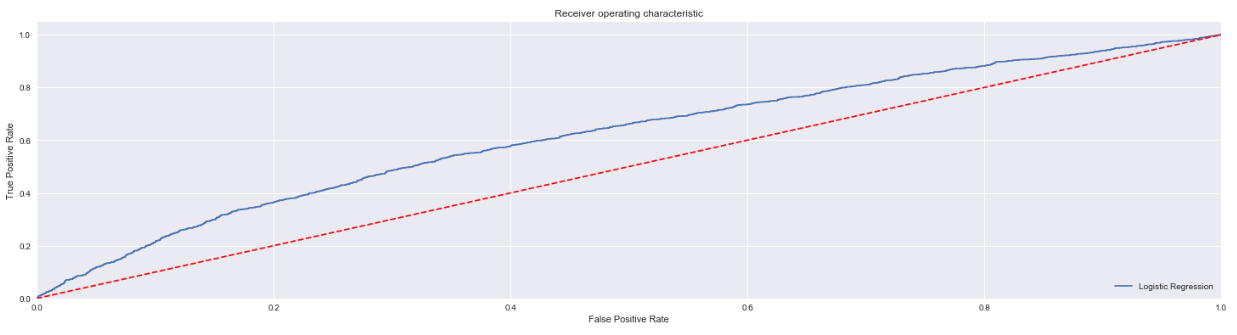 Receiver operating characteristic
True Positive Rate
1.0
0.8
0.6
0.4
0.2
0.0
0.0 0.2 0.4 0.6 0.8 1.0
False Positive Rate
Logistic Regression